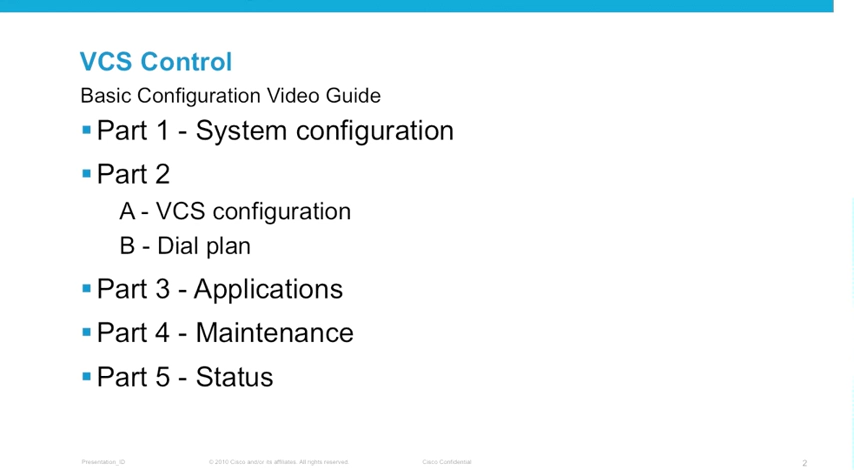 VCS Control
Basic Configuration Video Guide
Part 1 - System configuration
Part 2
A - VCS configuration
B - Dial plan
Part 3 - Applications
Part 4 - Maintenance
Part 5 - Status
Presentation_ID © 2010 Cisco and/or its affiliates. All rights reserved. Cisco Confidential 2